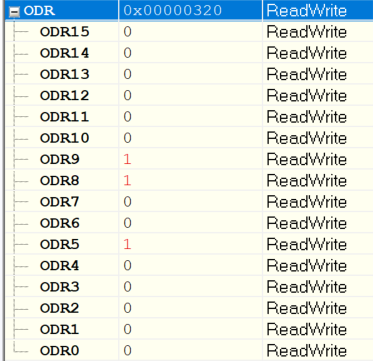 ODR 0x00000320 ReadWrite
ODR15 0 ReadWrite
ODR14 0 ReadWrite
ODR13 0 ReadWrite
ODR12 0 ReadWrite
ODR11 0 ReadWrite
ODR10 0 ReadWrite
ODR9 1 ReadWrite
ODR8 1 ReadWrite
ODR7 0 ReadWrite
ODR6 0 ReadWrite
ODR5 1 ReadWrite
ODR4 0 ReadWrite
ODR3 0 ReadWrite
ODR2 0 ReadWrite
ODR1 0 ReadWrite
ODR0 0 ReadWrite